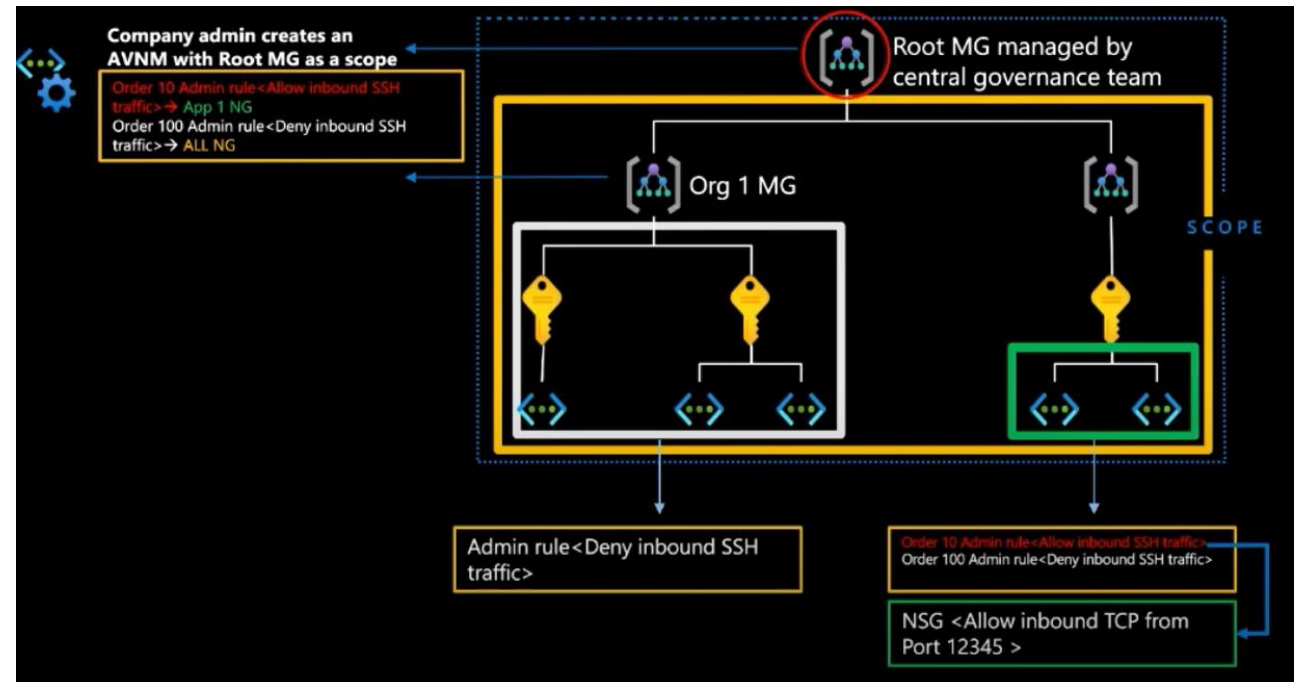 Company admin creates an
AVNM with Root MG as a scope
Order 10 Admin rule<Allow inbound SSH
traffic>→ App 1 NG
Order 100 Admin rule<Deny inbound SSH
traffic>→ ALL NG
Root MG managed by
central governance team
Org 1 MG
SCOPE
Admin rule<Deny inbound SSH
traffic>
Order 10 Admin rule<Allow inbound SSH traffic>
Order 100 Admin rule<Deny inbound SSH traffic>
NSG <Allow inbound TCP from
Port 12345 >